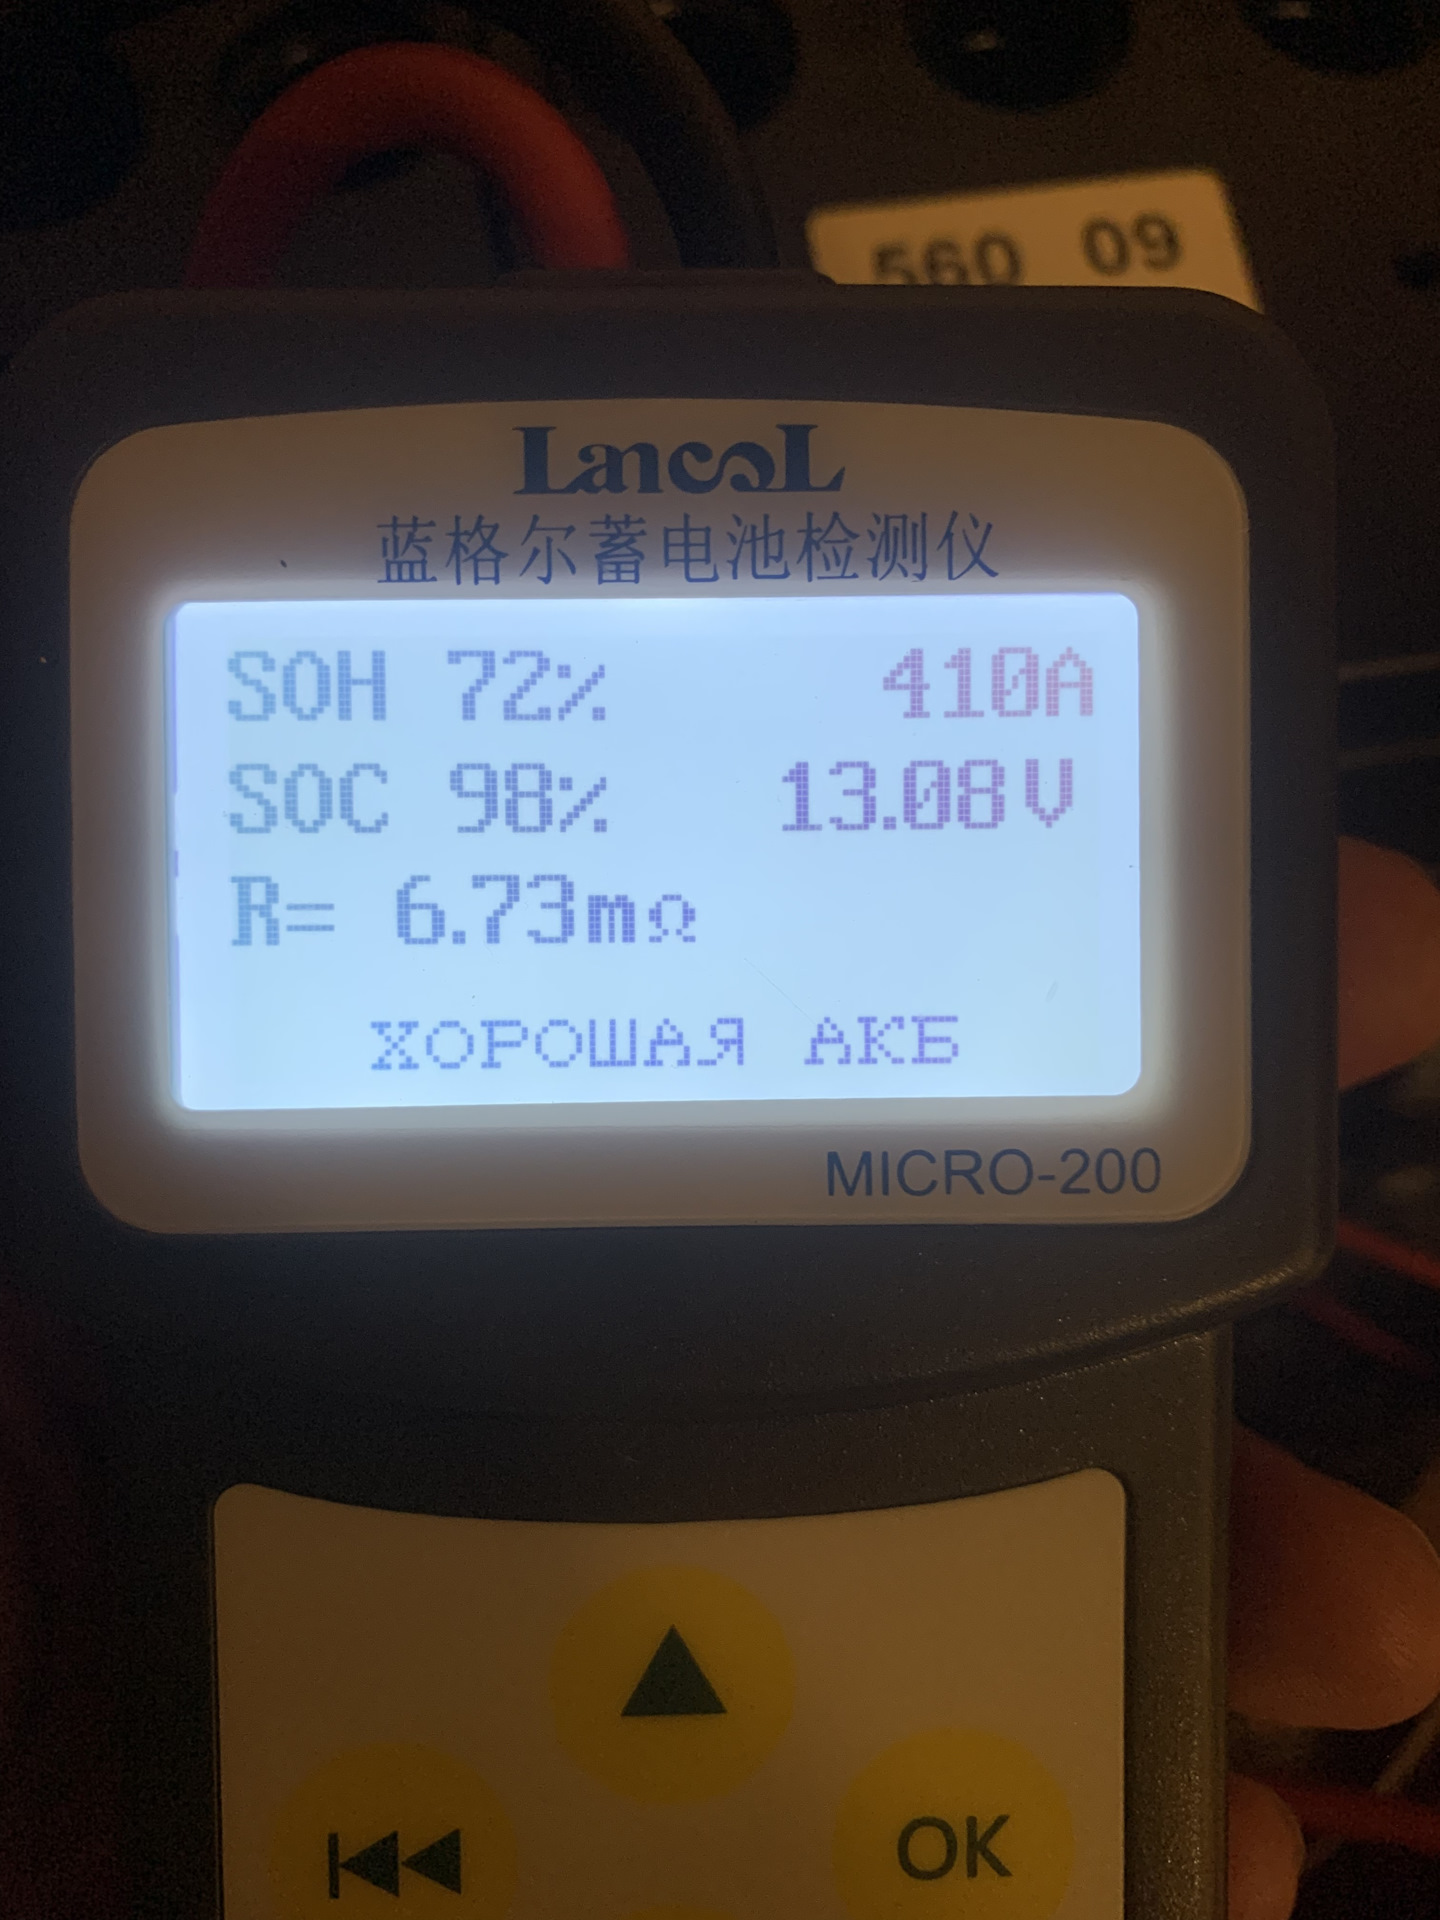 560 09
Lancol
蓝格尔蓄电池检测仪
SOH 72% 410A
SOC 98% 13.08V
R= 6.73mΩ
ХОРОШАЯ АКБ
MICRO-200
OK